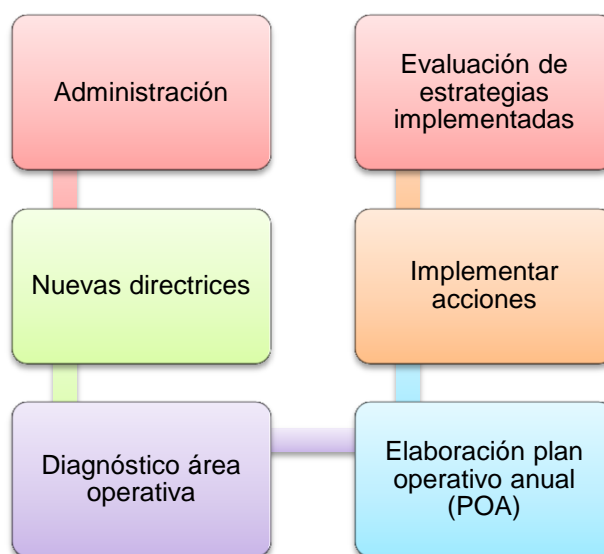 Administración
Nuevas directrices
Diagnóstico área
operativa
Elaboración plan
operativo anual
(POA)
Implementar
acciones
Evaluación de
estrategias
implementadas